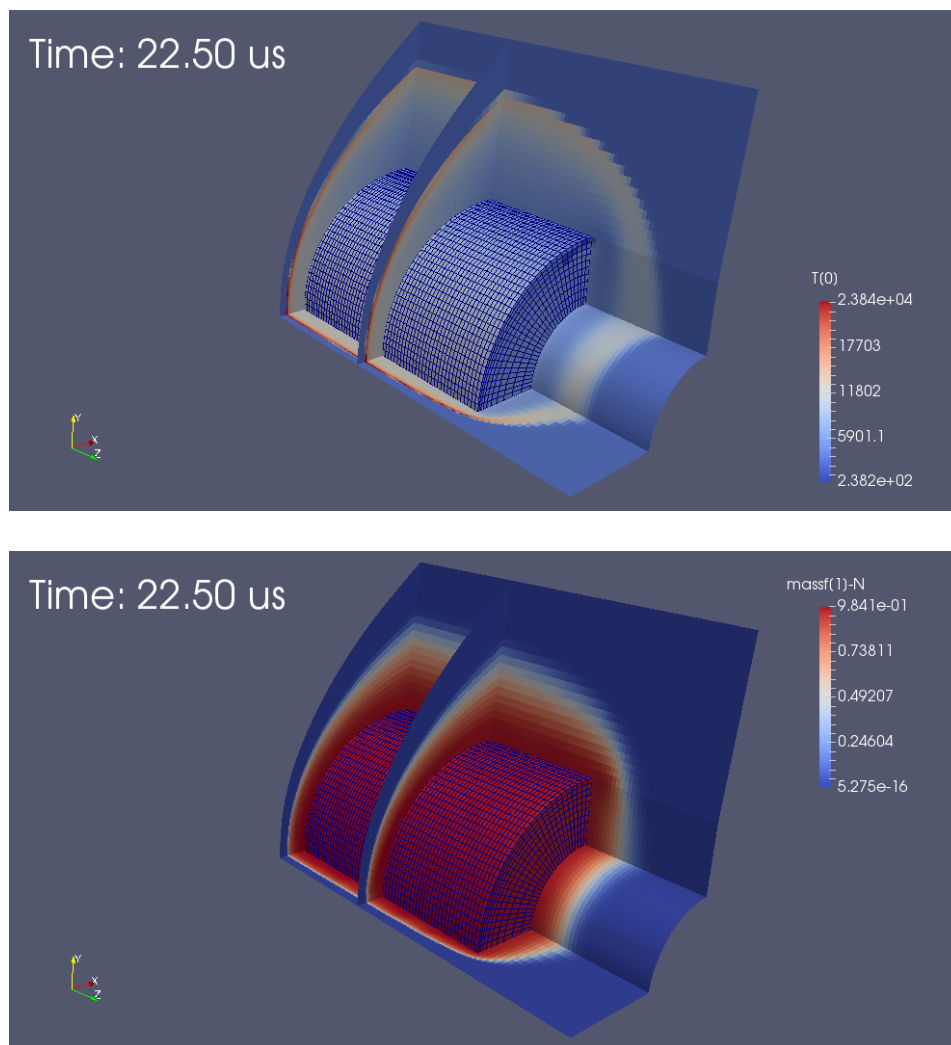 Time: 22.50 us
T(0)
2.384e+04
17703
11802
5901.1
2.382e+02
Y
X
Z
Time: 22.50 us
massf(1)-N
9.841e-01
0.73811
0.49207
0.24604
5.275e-16
Y
X
Z